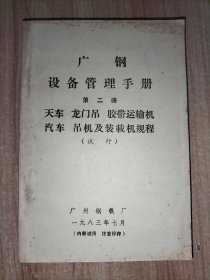 广钢
设备管理手册
第二册
天车 龙门吊 胶带运输机
汽车 吊机及装载机规程
(试行)
广州钢铁厂
一九八三年七月
(内部试用 注意保存)